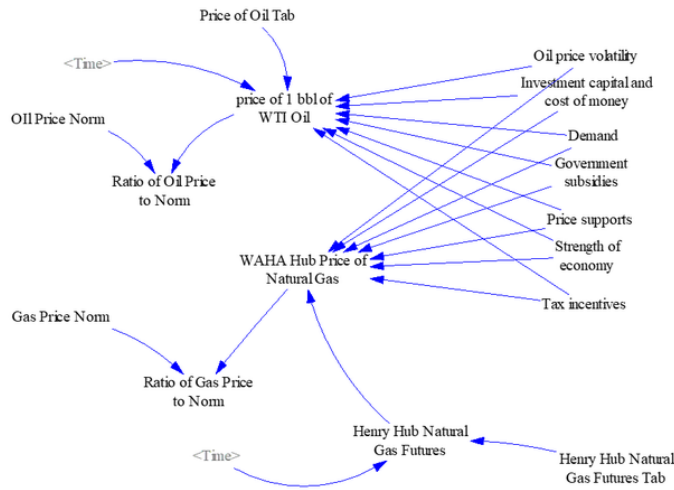 Price of Oil Tab
<Time>
Oil price volatility
Investment capital and
cost of money
price of 1 bbl of
WTI Oil
OIl Price Norm
Demand
Government
subsidies
Ratio of Oil Price
to Norm
Price supports
Strength of
economy
WAHA Hub Price of
Natural Gas
Tax incentives
Gas Price Norm
Ratio of Gas Price
to Norm
Henry Hub Natural
Gas Futures
<Time>
Henry Hub Natural
Gas Futures Tab